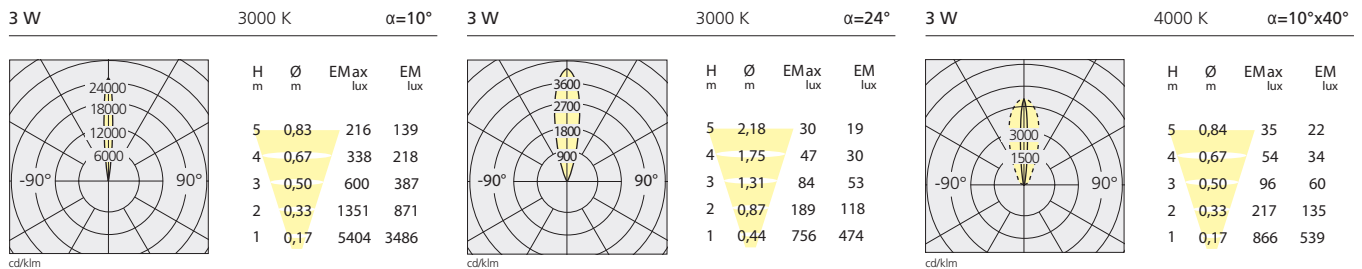 3 W 3000 K α=10°
24000
18000
12000
6000
-90° 90°
cd/klm
H Ø EMax EM
m m lux lux
5 0,83 216 139
4 0,67 338 218
3 0,50 600 387
2 0,33 1351 871
1 0,17 5404 3486
3 W 3000 K α=24°
3600
2700
1800
900
-90° 90°
cd/klm
H Ø EMax EM
m m lux lux
5 2,18 30 19
4 1,75 47 30
3 1,31 84 53
2 0,87 189 118
1 0,44 756 474
3 W 4000 K α=10°x40°
3000
1500
-90° 90°
cd/klm
H Ø EMax EM
m m lux lux
5 0,84 35 22
4 0,67 54 34
3 0,50 96 60
2 0,33 217 135
1 0,17 866 539